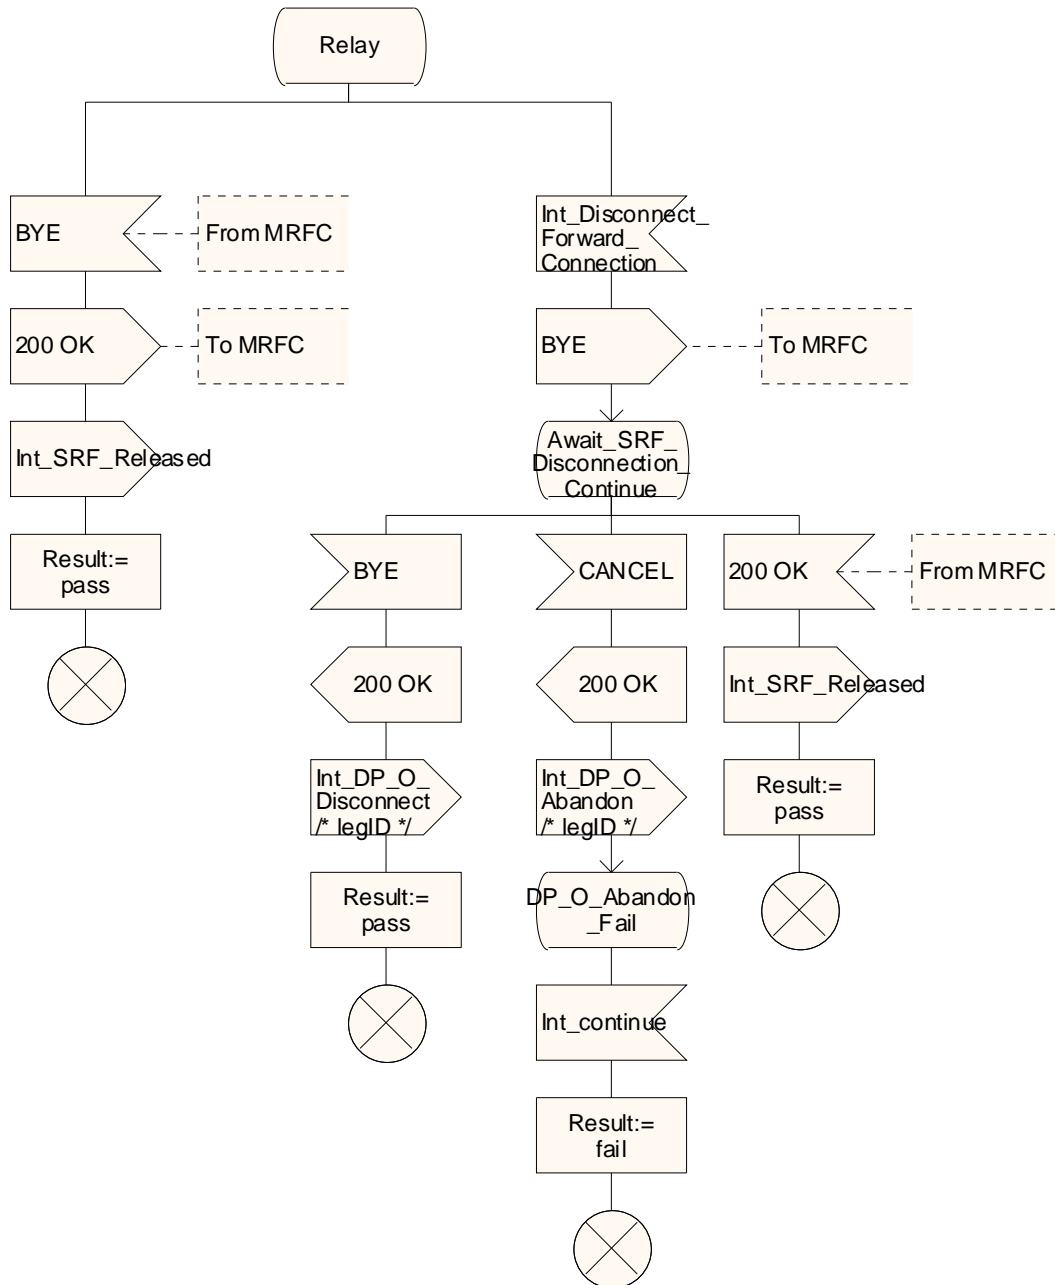 Relay
BYE
From MRFC
Int_Disconnect_
Forward_
Connection
200 OK
To MRFC
BYE
To MRFC
Int_SRF_Released
Await_SRF_
Disconnection_
Continue
Result:=
pass
BYE
CANCEL
200 OK
From MRFC
200 OK
200 OK
Int_SRF_Released
Int_DP_O_
Disconnect
/* legID */
Int_DP_O_
Abandon
/* legID */
Result:=
pass
Result:=
pass
DP_O_Abandon
_Fail
Int_continue
Result:=
fail